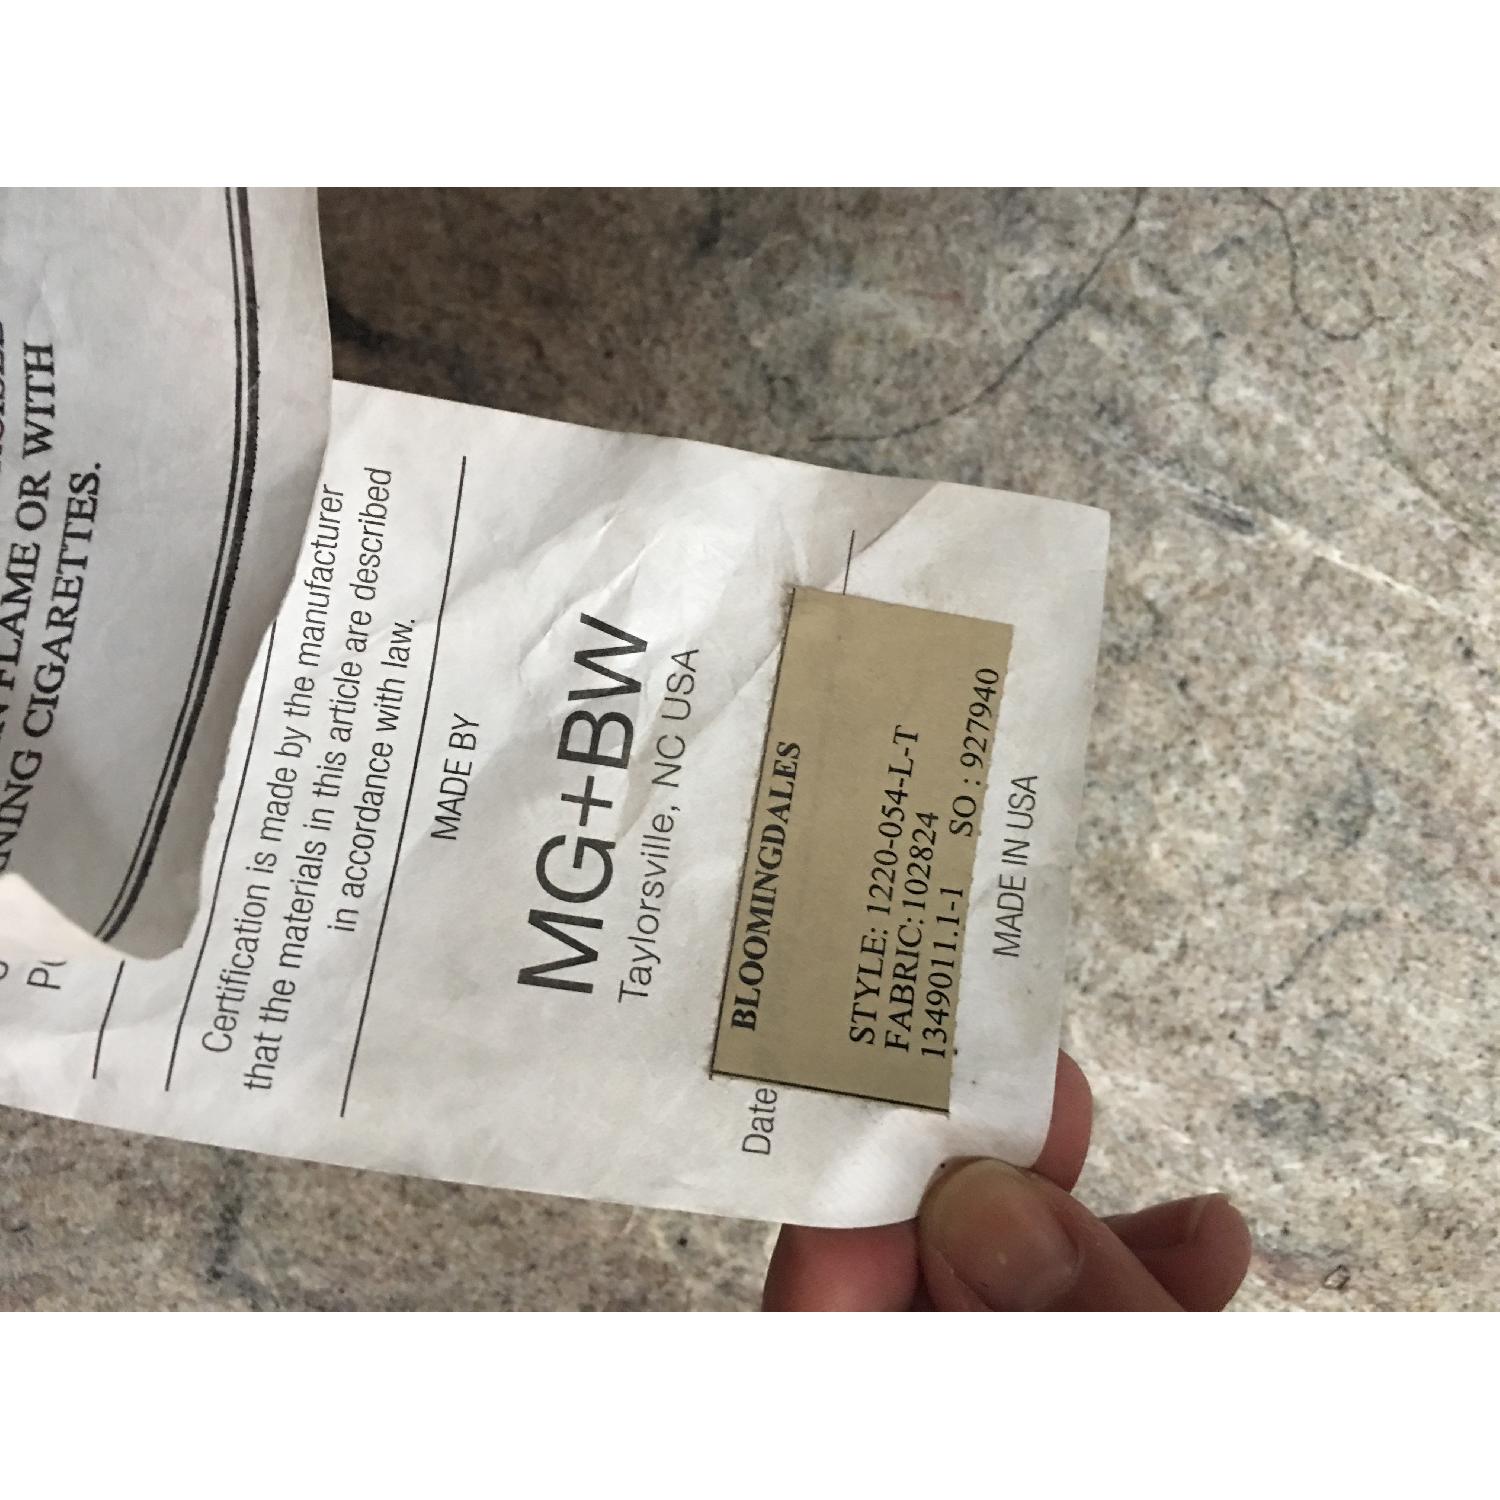 FLAME OR WITH
CIGARETTES.
Certification is made by the manufacturer
that the materials in this article are described
in accordance with law.
MADE BY
MG+BW
Taylorsville, NC USA
Date
BLOOMINGDALES
STYLE: 1220-054-L-T
FABRIC: 102824
1349011.1-1 SO : 927940
MADE IN USA